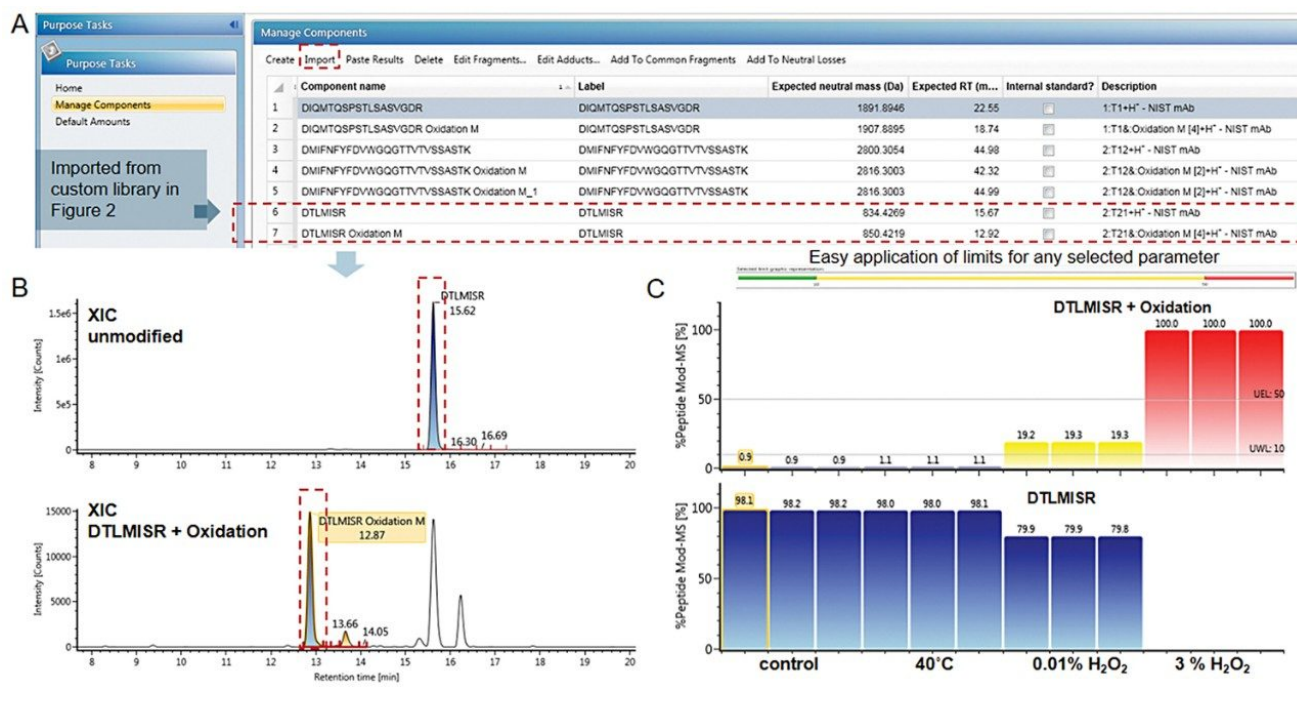 A
Purpose Tasks
Purpose Tasks
Home
Manage Components
Default Amounts
Imported from
custom library in
Figure 2
Manage Components
Create Import Paste Results Delete Edit Fragments... Edit Adducts... Add To Common Fragments Add To Neutral Losses
Component name Label Expected neutral mass (Da) Expected RT (m... Internal standard? Description
1 DIQMTQSPSTLSASVGDR DIQMTQSPSTLSASVGDR 1891.8946 22.55 1:T1+H⁺ - NIST mAb
2 DIQMTQSPSTLSASVGDR Oxidation M DIQMTQSPSTLSASVGDR 1907.8895 18.74 1:T1&:Oxidation M [4]+H⁺ - NIST mAb
3 DMIFNFYFDVWGQGTTVTVSSASTK DMIFNFYFDVWGQGTTVTVSSASTK 2800.3054 44.98 2:T12+H⁺ - NIST mAb
4 DMIFNFYFDVWGQGTTVTVSSASTK Oxidation M DMIFNFYFDVWGQGTTVTVSSASTK 2816.3003 42.32 2:T12&:Oxidation M [2]+H⁺ - NIST mAb
5 DMIFNFYFDVWGQGTTVTVSSASTK Oxidation M_1 DMIFNFYFDVWGQGTTVTVSSASTK 2816.3003 44.99 2:T12&:Oxidation M [2]+H⁺ - NIST mAb
6 DTLMISR DTLMISR 834.4269 15.67 2:T21+H⁺ - NIST mAb
7 DTLMISR Oxidation M DTLMISR 850.4219 12.92 2:T21&:Oxidation M [4]+H⁺ - NIST mAb
B
XIC
unmodified
DTLMISR
15.62
16.30 16.69
Intensity [Counts]
1.5e6
1e6
5e5
0
8 9 10 11 12 13 14 15 16 17 18 19 20
XIC
DTLMISR + Oxidation
DTLMISR Oxidation M
12.87
13.66
14.05
Intensity [Counts]
15000
10000
5000
0
8 9 10 11 12 13 14 15 16 17 18 19 20
Retention time [min]
Easy application of limits for any selected parameter
C
DTLMISR + Oxidation
%Peptide Mod-MS [%]
100
50
0
0.9 0.9 0.9 1.1 1.1 1.1 19.2 19.3 19.3 100.0 100.0 100.0
UEL: 50
UWL: 10
DTLMISR
%Peptide Mod-MS [%]
100
50
0
98.1 98.2 98.2 98.0 98.0 98.1 79.9 79.9 79.8
control 40°C 0.01% H₂O₂ 3 % H₂O₂